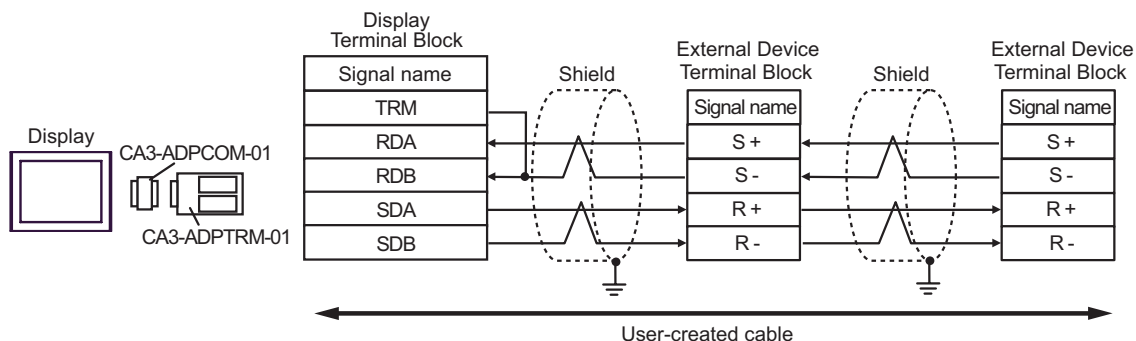 Display
Terminal Block
Signal name
TRM
RDA
RDB
SDA
SDB
Shield
External Device
Terminal Block
Signal name
S +
S -
R +
R -
Shield
External Device
Terminal Block
Signal name
S +
S -
R +
R -
Display
CA3-ADPCOM-01
CA3-ADPTRM-01
User-created cable